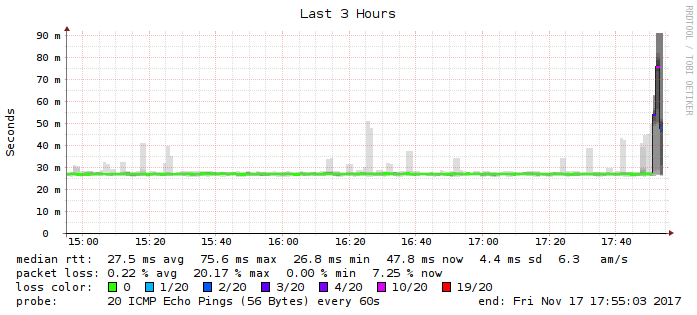 Last 3 Hours
RRDTOOL / TOBI OETIKER
Seconds
90 m
80 m
70 m
60 m
50 m
40 m
30 m
20 m
10 m
0
15:00 15:20 15:40 16:00 16:20 16:40 17:00 17:20 17:40
median rtt: 27.5 ms avg 75.6 ms max 26.8 ms min 47.8 ms now 4.4 ms sd 6.3 am/s
packet loss: 0.22 % avg 20.17 % max 0.00 % min 7.25 % now
loss color: 0 1/20 2/20 3/20 4/20 10/20 19/20
probe: 20 ICMP Echo Pings (56 Bytes) every 60s end: Fri Nov 17 17:55:03 2017